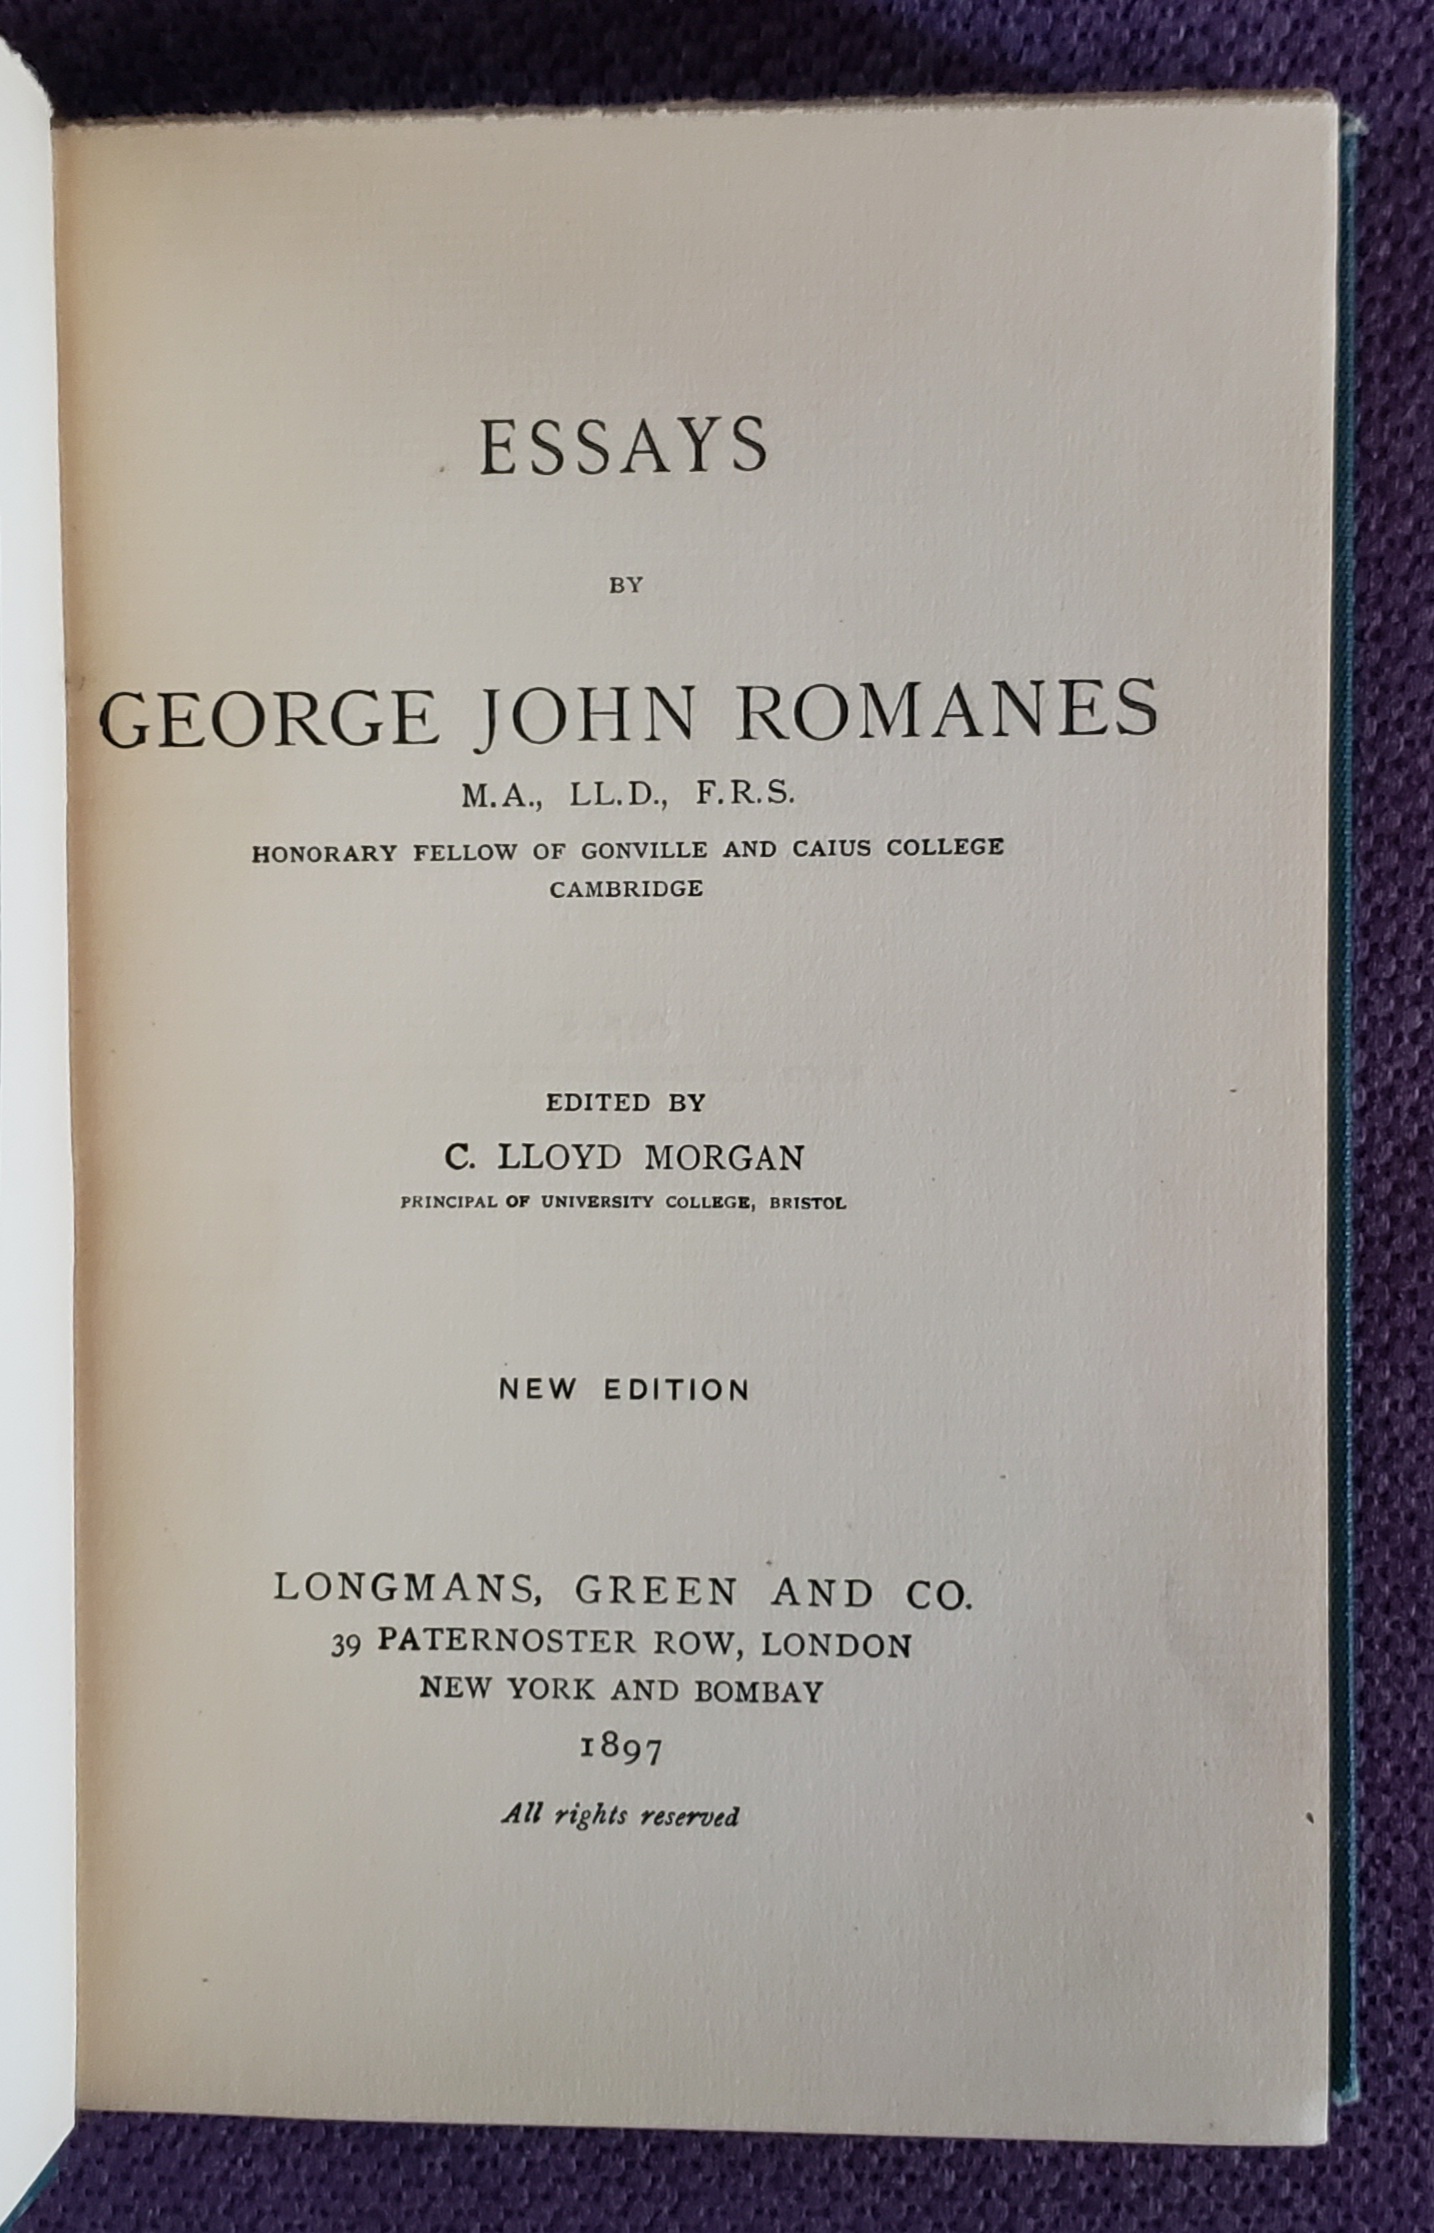 ESSAYS
BY
GEORGE JOHN ROMANES
M.A., LL.D., F.R.S.
HONORARY FELLOW OF GONVILLE AND CAIUS COLLEGE
CAMBRIDGE
EDITED BY
C. LLOYD MORGAN
PRINCIPAL OF UNIVERSITY COLLEGE, BRISTOL
NEW EDITION
LONGMANS, GREEN AND CO.
39 PATERNOSTER ROW, LONDON
NEW YORK AND BOMBAY
1897
All rights reserved